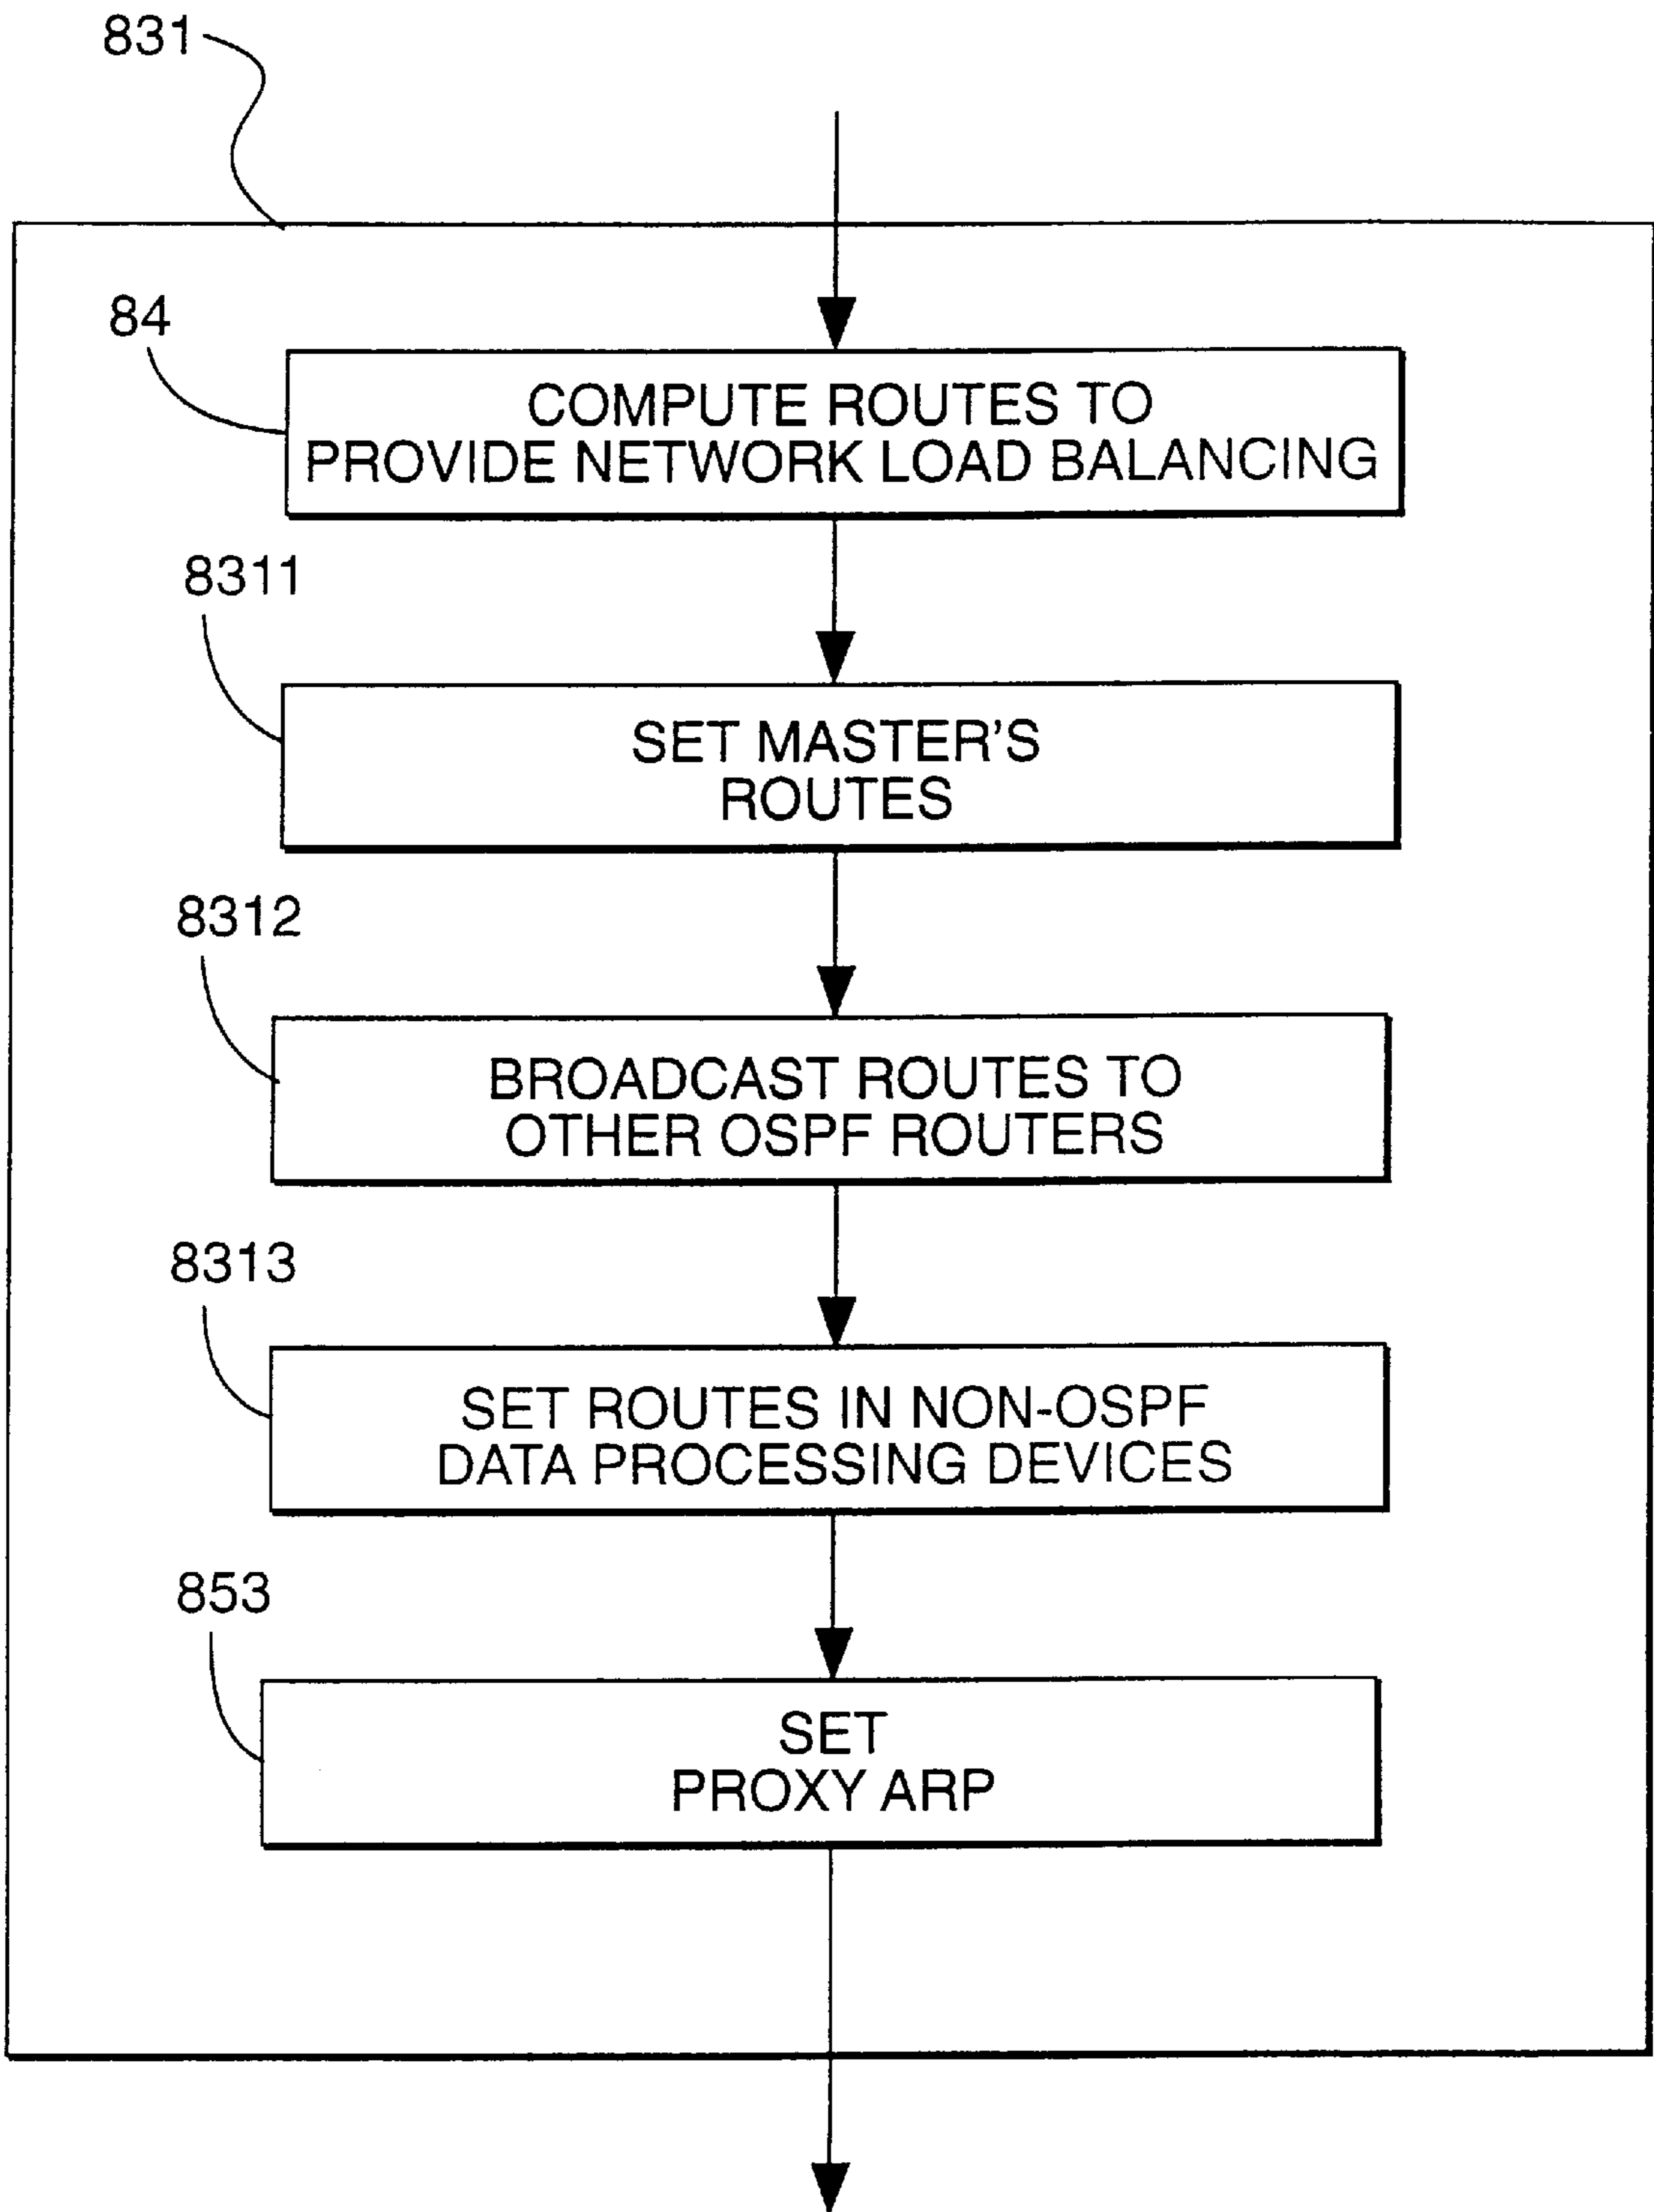 831
84
COMPUTE ROUTES TO
PROVIDE NETWORK LOAD BALANCING
8311
SET MASTER'S
ROUTES
8312
BROADCAST ROUTES TO
OTHER OSPF ROUTERS
8313
SET ROUTES IN NON-OSPF
DATA PROCESSING DEVICES
853
SET
PROXY ARP